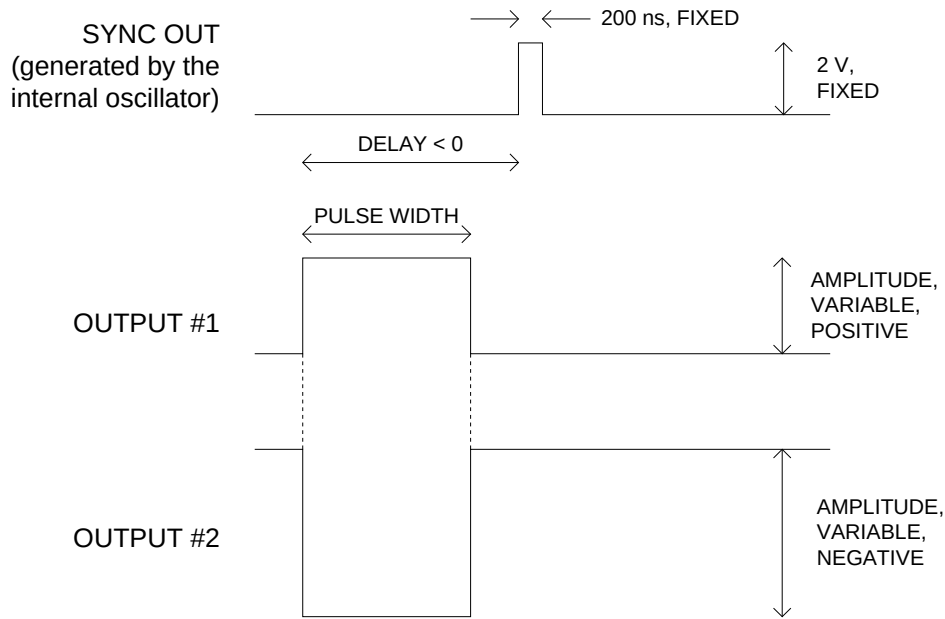 SYNC OUT
(generated by the
internal oscillator)
200 ns, FIXED
2 V,
FIXED
DELAY < 0
PULSE WIDTH
OUTPUT #1
AMPLITUDE,
VARIABLE,
POSITIVE
OUTPUT #2
AMPLITUDE,
VARIABLE,
NEGATIVE